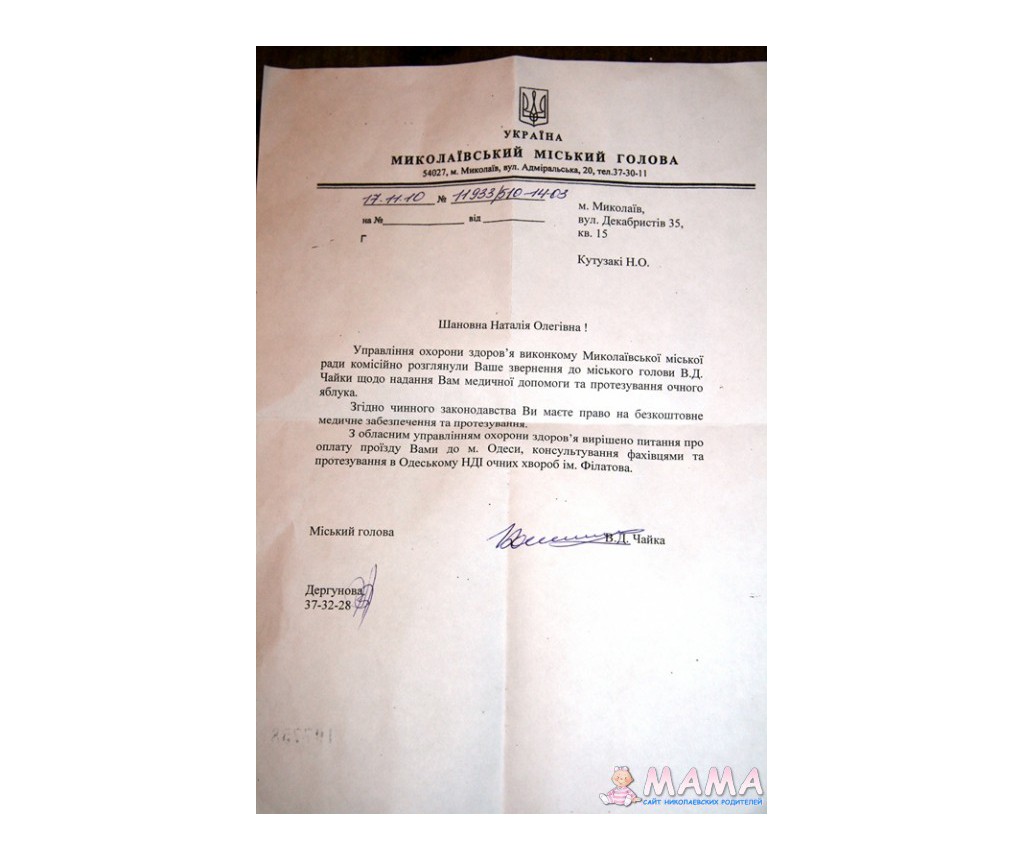 УКРАЇНА
МИКОЛАЇВСЬКИЙ МІСЬКИЙ ГОЛОВА
54027, м. Миколаїв, вул. Адміральська, 20, тел.37-30-11
17.11.10 № 11933/510-14-03
на №__________ від __________
м. Миколаїв,
вул. Декабристів 35,
кв. 15
Кутузакі Н.О.
Шановна Наталія Олегівна !
Управління охорони здоров’я виконкому Миколаївської міської
ради комісійно розглянули Ваше звернення до міського голови В.Д.
Чайки щодо надання Вам медичної допомоги та протезування очного
яблука.
Згідно чинного законодавства Ви маєте право на безкоштовне
медичне забезпечення та протезування.
З обласним управлінням охорони здоров’я вирішено питання про
оплату проїзду Вами до м. Одеси, консультування фахівцями та
протезування в Одеському НДІ очних хвороб ім. Філатова.
Міський голова
В.Д. Чайка
Дергунова
37-32-28
МАМА
САЙТ НИКОЛАЕВСКИХ РОДИТЕЛЕЙ